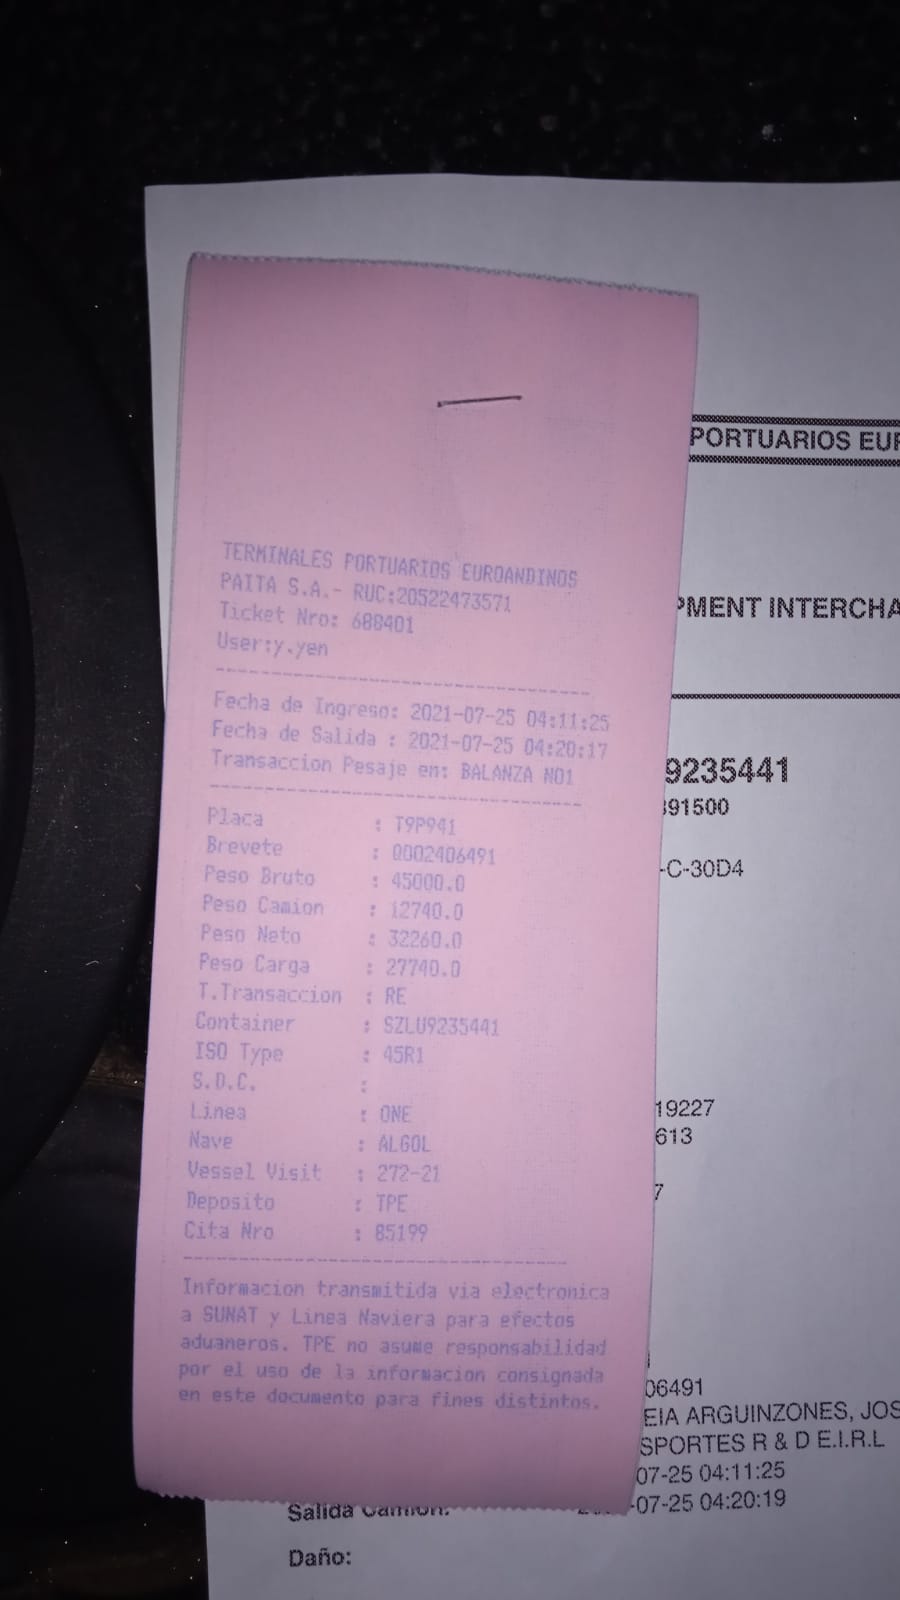 TERMINALES PORTUARIOS EUROANDINOS
PAITA S.A.- RUC:20522473571
Ticket Nro: 688401
User:y.yen
Fecha de Ingreso: 2021-07-25 04:11:25
Fecha de Salida : 2021-07-25 04:20:17
Transaccion Pesaje en: BALANZA N01
Placa : T9P941
Brevete : Q002406491
Peso Bruto : 45000.0
Peso Camion : 12740.0
Peso Neto : 32260.0
Peso Carga : 27740.0
T.Transaccion : RE
Container : SZLU9235441
ISO Type : 45R1
S.D.C. :
Linea : ONE
Nave : ALGOL
Vessel Visit : 272-21
Deposito : TPE
Cita Nro : 85199
Informacion transmitida via electronica
a SUNAT y Linea Naviera para efectos
aduaneros. TPE no asume responsabilidad
por el uso de la informacion consignada
en este documento para fines distintos.
PORTUARIOS EUR
PMENT INTERCHA
9235441
391500
-C-30D4
19227
613
7
06491
EIA ARGUINZONES, JOS
SPORTES R & D E.I.R.L
07-25 04:11:25
Salida Camion: -07-25 04:20:19
Daño: